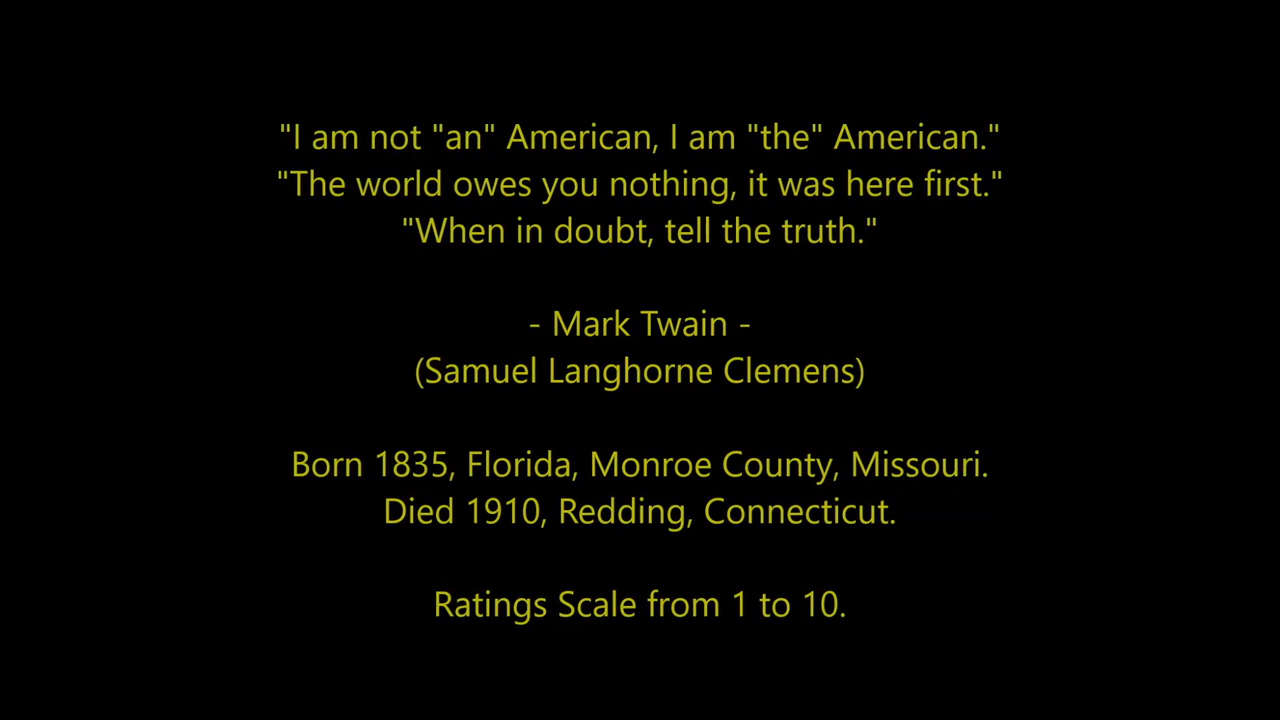 "I am not "an" American, I am "the" American."
"The world owes you nothing, it was here first."
"When in doubt, tell the truth."
- Mark Twain -
(Samuel Langhorne Clemens)
Born 1835, Florida, Monroe County, Missouri.
Died 1910, Redding, Connecticut.
Ratings Scale from 1 to 10.